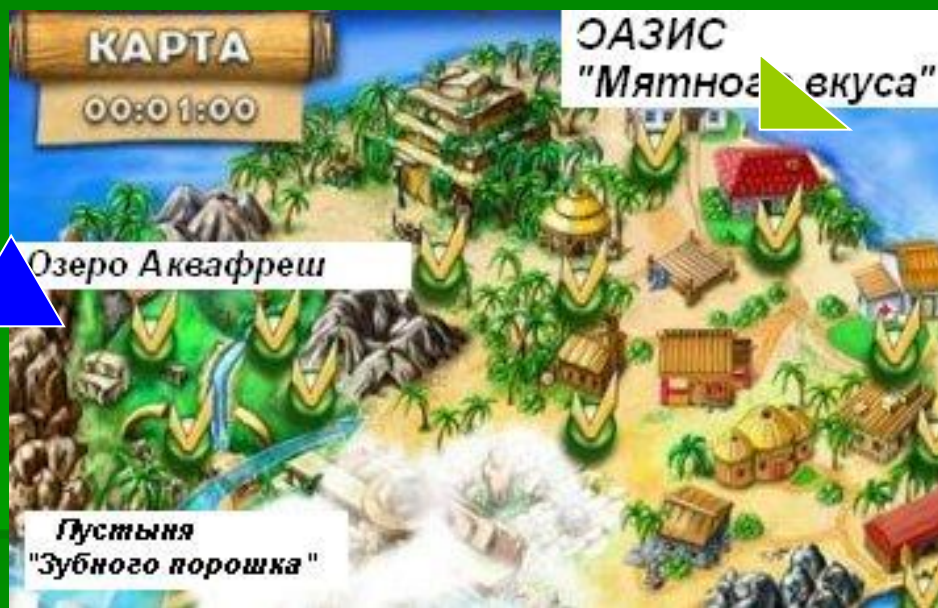 КАРТА
00:01:00
ОАЗИС
"Мятного вкуса"
Озеро Аквафреш
Пустыня
"Зубного порошка"